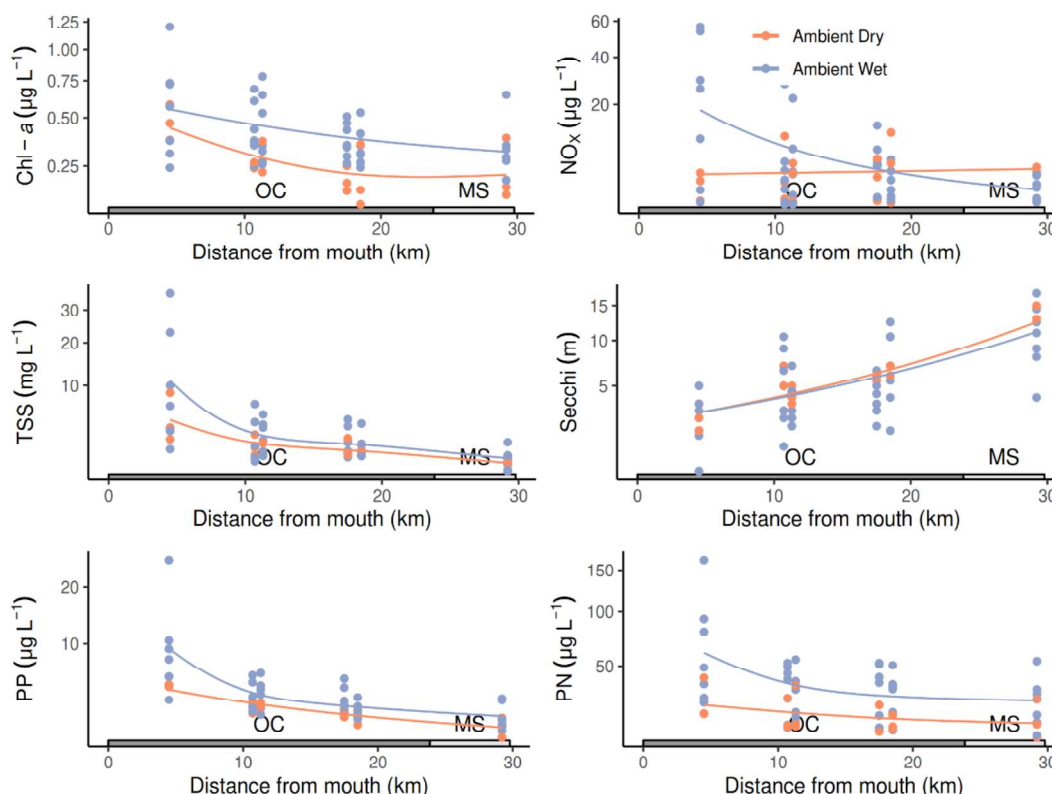 Chl − a (µg L−1)
1.25
1.00
0.75
0.50
0.25
OC
MS
0
10
20
30
Distance from mouth (km)
NOX (µg L−1)
60
40
20
Ambient Dry
Ambient Wet
OC
MS
0
10
20
30
Distance from mouth (km)
TSS (mg L−1)
30
20
10
OC
MS
0
10
20
30
Distance from mouth (km)
Secchi (m)
15
10
5
OC
MS
0
10
20
30
Distance from mouth (km)
PP (µg L−1)
20
10
OC
MS
0
10
20
30
Distance from mouth (km)
PN (µg L−1)
150
100
50
OC
MS
0
10
20
30
Distance from mouth (km)